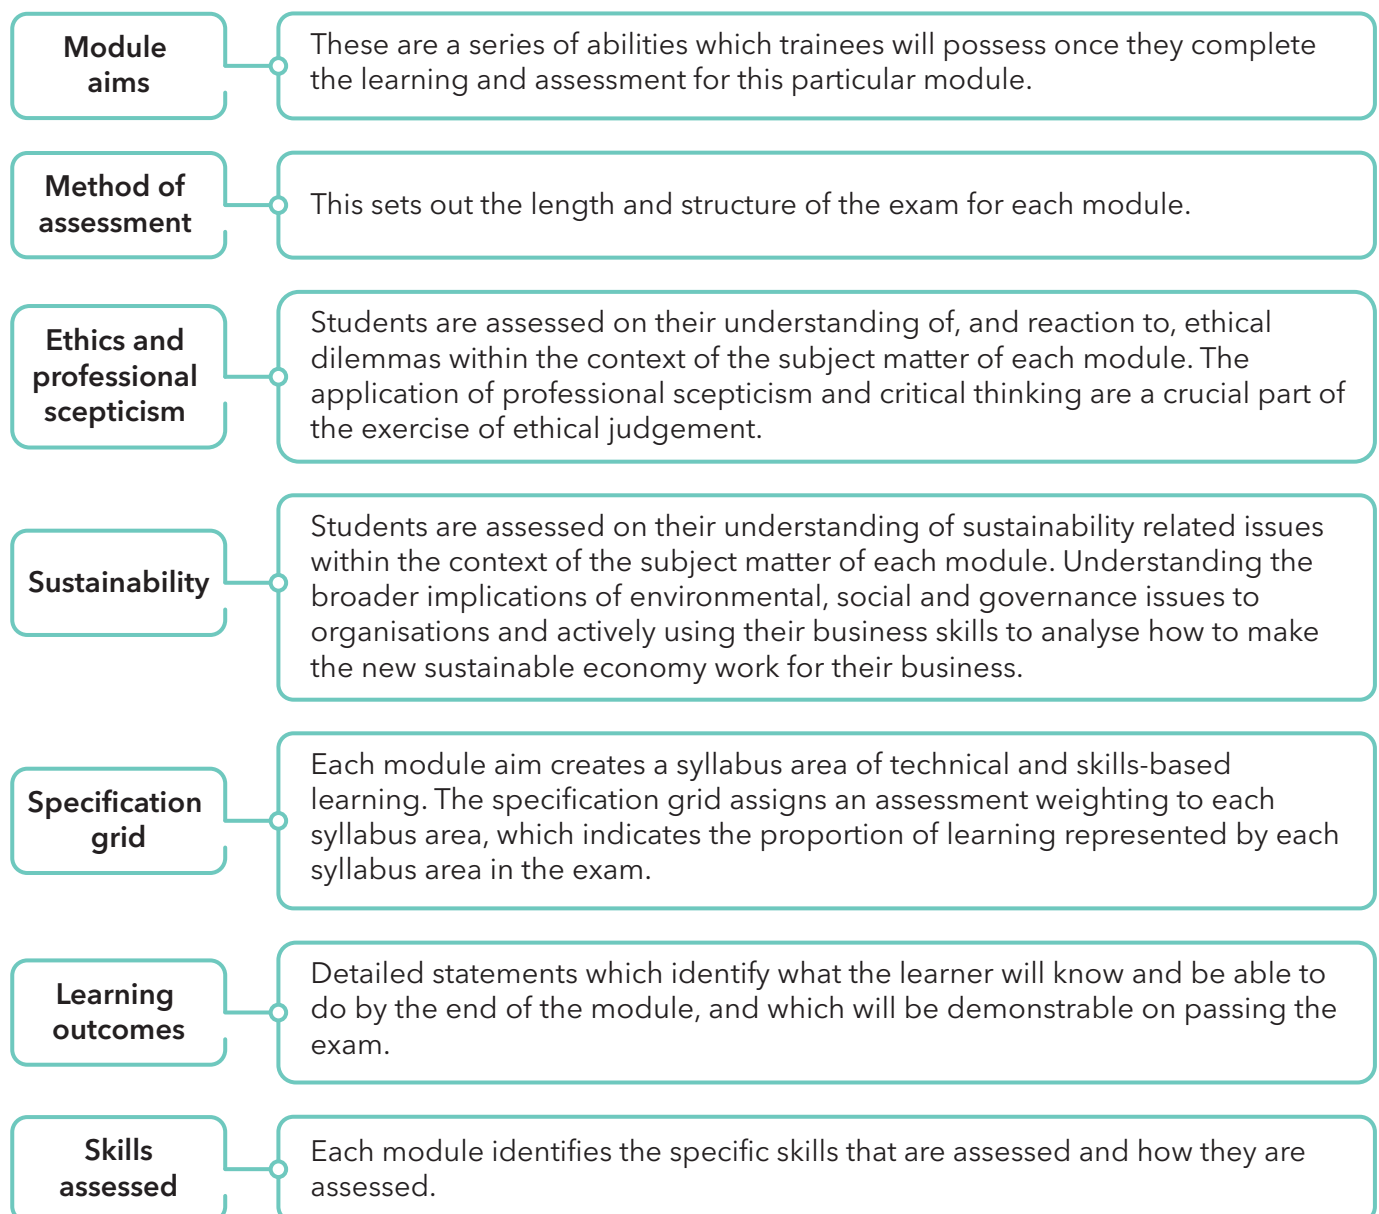 Module
aims
These are a series of abilities which trainees will possess once they complete
the learning and assessment for this particular module.
Method of
assessment
This sets out the length and structure of the exam for each module.
Ethics and
professional
scepticism
Students are assessed on their understanding of, and reaction to, ethical
dilemmas within the context of the subject matter of each module. The
application of professional scepticism and critical thinking are a crucial part of
the exercise of ethical judgement.
Sustainability
Students are assessed on their understanding of sustainability related issues
within the context of the subject matter of each module. Understanding the
broader implications of environmental, social and governance issues to
organisations and actively using their business skills to analyse how to make
the new sustainable economy work for their business.
Specification
grid
Each module aim creates a syllabus area of technical and skills-based
learning. The specification grid assigns an assessment weighting to each
syllabus area, which indicates the proportion of learning represented by each
syllabus area in the exam.
Learning
outcomes
Detailed statements which identify what the learner will know and be able to
do by the end of the module, and which will be demonstrable on passing the
exam.
Skills
assessed
Each module identifies the specific skills that are assessed and how they are
assessed.